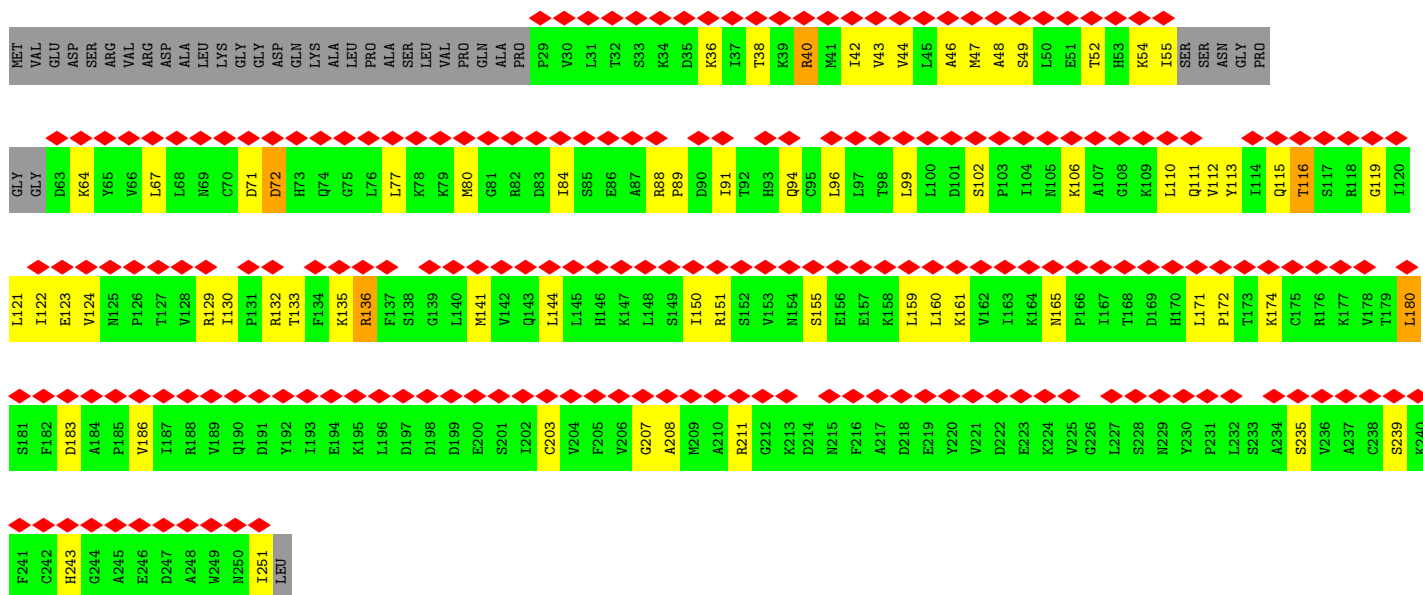 MET VAL GLU ASP SER ARG VAL ARG ASP ALA LEU LYS GLY GLY ASP GLN LYS ALA LEU PRO ALA SER LEU VAL PRO GLN ALA PRO P29 V30 L31 T32 S33 K34 D35 K36 I37 T38 K39 R40 M41 I42 V43 V44 L45 A46 M47 A48 S49 L50 E51 T52 H53 K54 I55 SER SER ASN GLY PRO
GLY GLY D63 K64 Y65 V66 L67 L68 N69 C70 D71 D72 H73 Q74 G75 L76 L77 K78 K79 M80 G81 R82 D83 I84 S85 E86 A87 R88 P89 D90 I91 T92 H93 Q94 C95 L96 L97 T98 L99 L100 D101 S102 P103 I104 N105 K106 A107 G108 K109 L110 Q111 V112 Y113 I114 Q115 T116 S117 R118 G119 I120
L121 I122 E123 V124 N125 P126 T127 V128 R129 I130 P131 R132 T133 F134 K135 R136 F137 S138 G139 L140 M141 V142 Q143 L144 L145 H146 K147 L148 S149 I150 R151 S152 V153 N154 S155 E156 E157 K158 L159 L160 K161 V162 I163 K164 N165 P166 I167 T168 D169 H170 L171 P172 T173 K174 C175 R176 K177 V178 T179 L180
S181 F182 D183 A184 P185 V186 I187 R188 V189 Q190 D191 Y192 I193 E194 K195 L196 D197 D198 D199 E200 S201 I202 C203 V204 F205 V206 G207 A208 M209 A210 R211 G212 K213 D214 N215 F216 A217 D218 E219 Y220 V221 D222 E223 K224 V225 G226 L227 S228 N229 Y230 P231 L232 S233 A234 S235 V236 A237 C238 S239 K240
F241 C242 H243 G244 A245 E246 D247 A248 W249 N250 I251 LEU